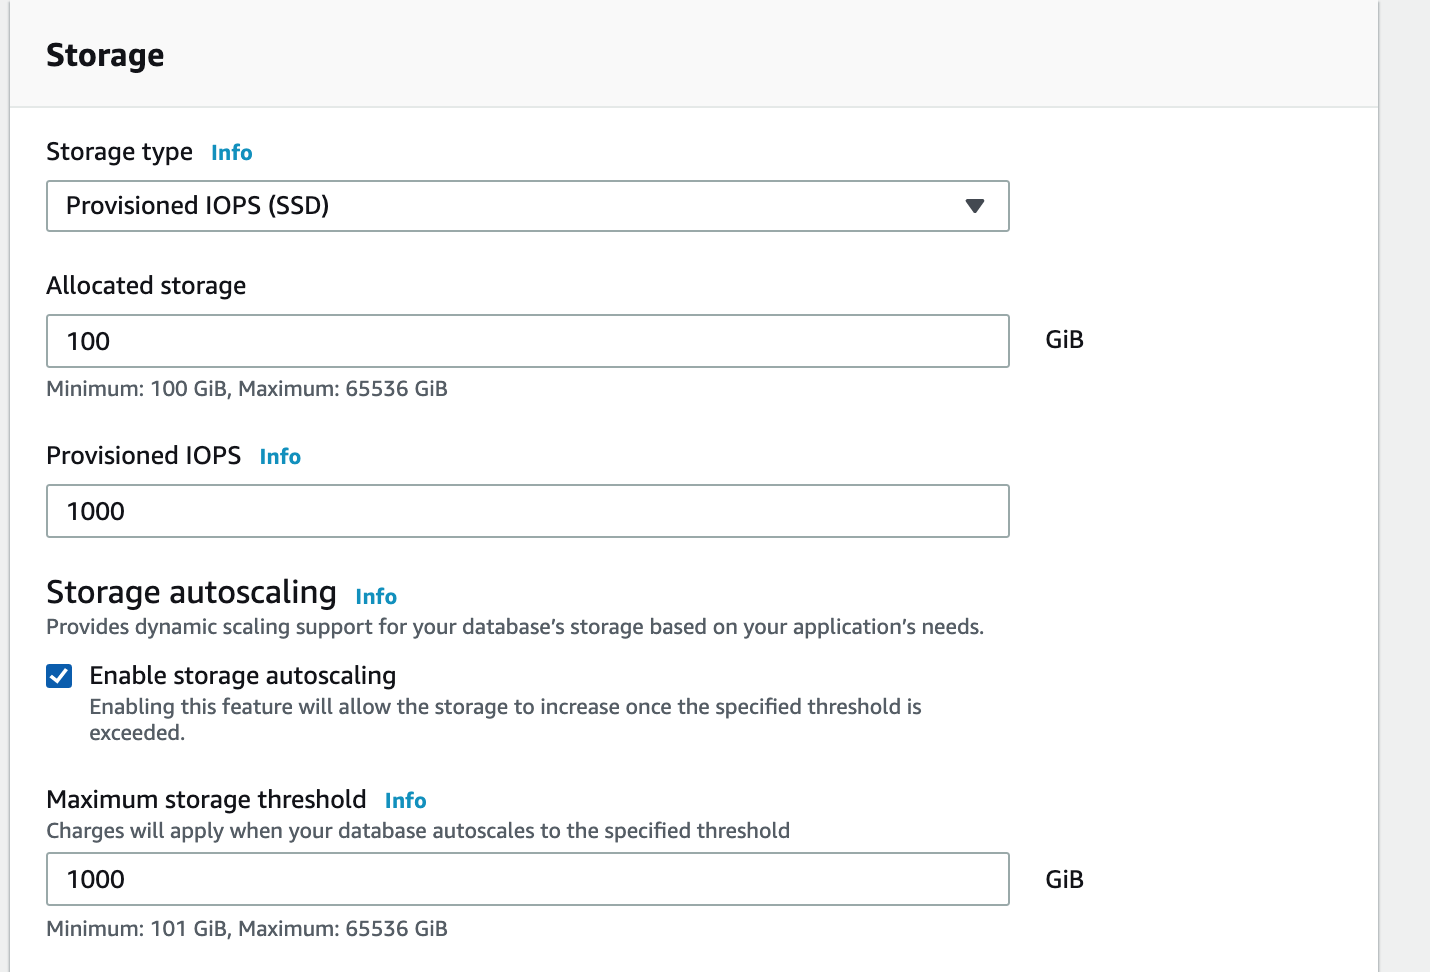 Storage
Storage type Info
Provisioned IOPS (SSD)
Allocated storage
100 GiB
Minimum: 100 GiB, Maximum: 65536 GiB
Provisioned IOPS Info
1000
Storage autoscaling Info
Provides dynamic scaling support for your database’s storage based on your application’s needs.
Enable storage autoscaling
Enabling this feature will allow the storage to increase once the specified threshold is
exceeded.
Maximum storage threshold Info
Charges will apply when your database autoscales to the specified threshold
1000 GiB
Minimum: 101 GiB, Maximum: 65536 GiB